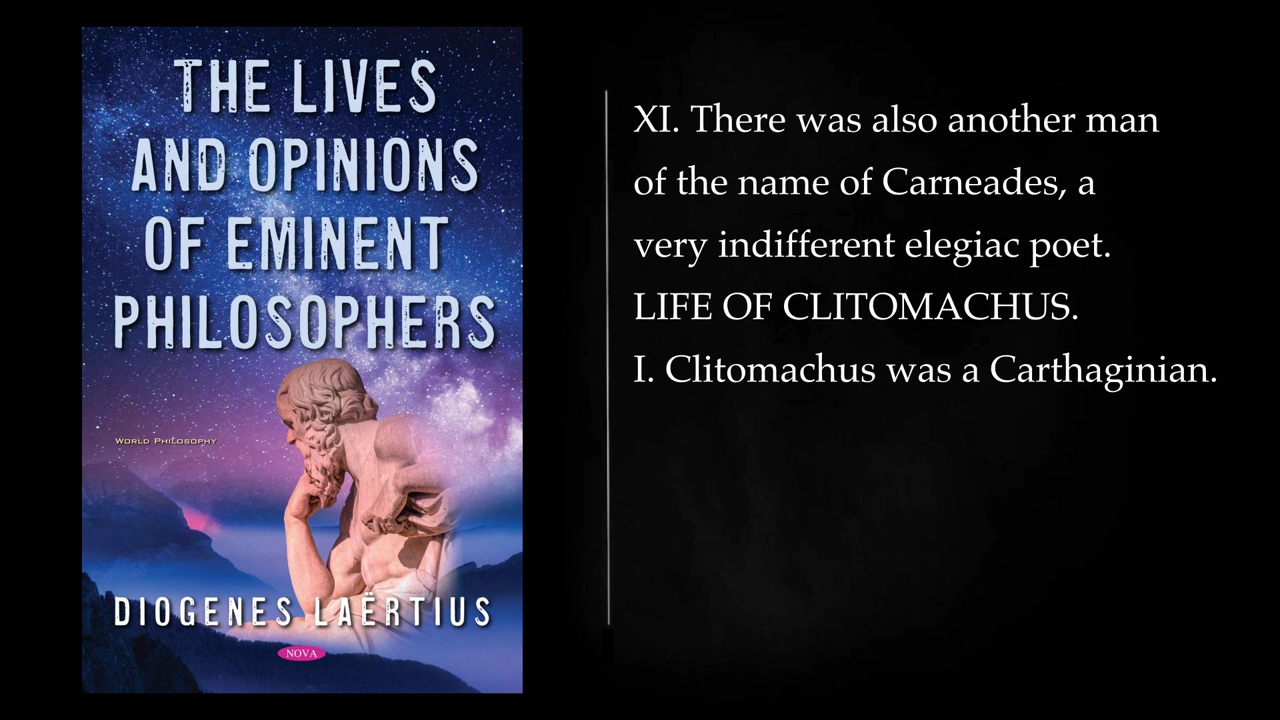 THE LIVES
AND OPINIONS
OF EMINENT
PHILOSOPHERS
WORLD PHILOSOPHY
DIOGENES LAËRTIUS
NOVA
XI. There was also another man
of the name of Carneades, a
very indifferent elegiac poet.
LIFE OF CLITOMACHUS.
I. Clitomachus was a Carthaginian.